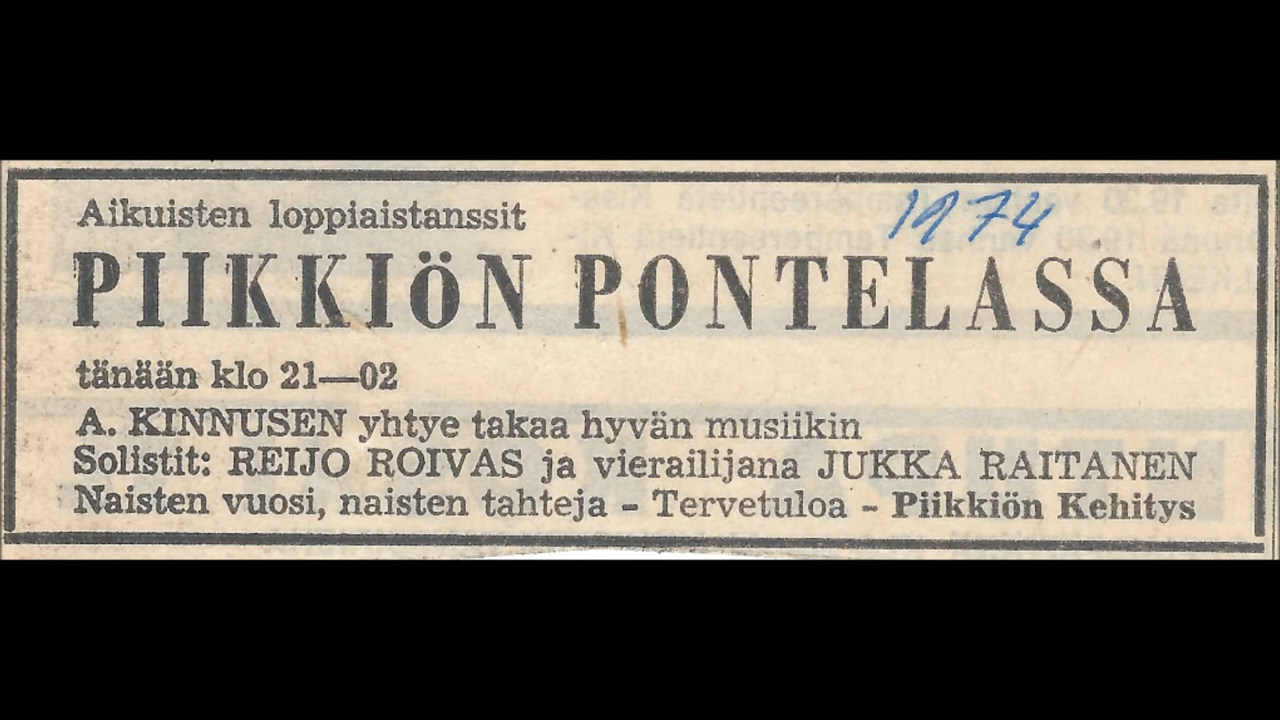 Aikuisten loppiaistanssit 1974
PIIKKIÖN PONTELASSA
tänään klo 21—02
A. KINNUSEN yhtye takaa hyvän musiikin
Solistit: REIJO ROIVAS ja vierailijana JUKKA RAITANEN
Naisten vuosi, naisten tahteja – Tervetuloa – Piikkiön Kehitys